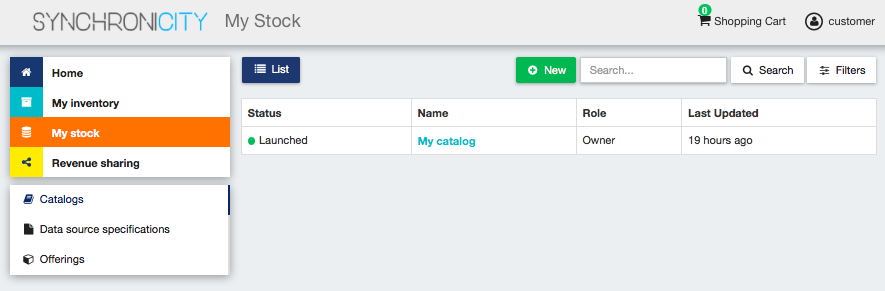 SYNCHRONICITY My Stock 0 Shopping Cart customer
Home
My inventory
My stock
Revenue sharing
Catalogs
Data source specifications
Offerings
List New Search... Search Filters
Status Name Role Last Updated
Launched My catalog Owner 19 hours ago